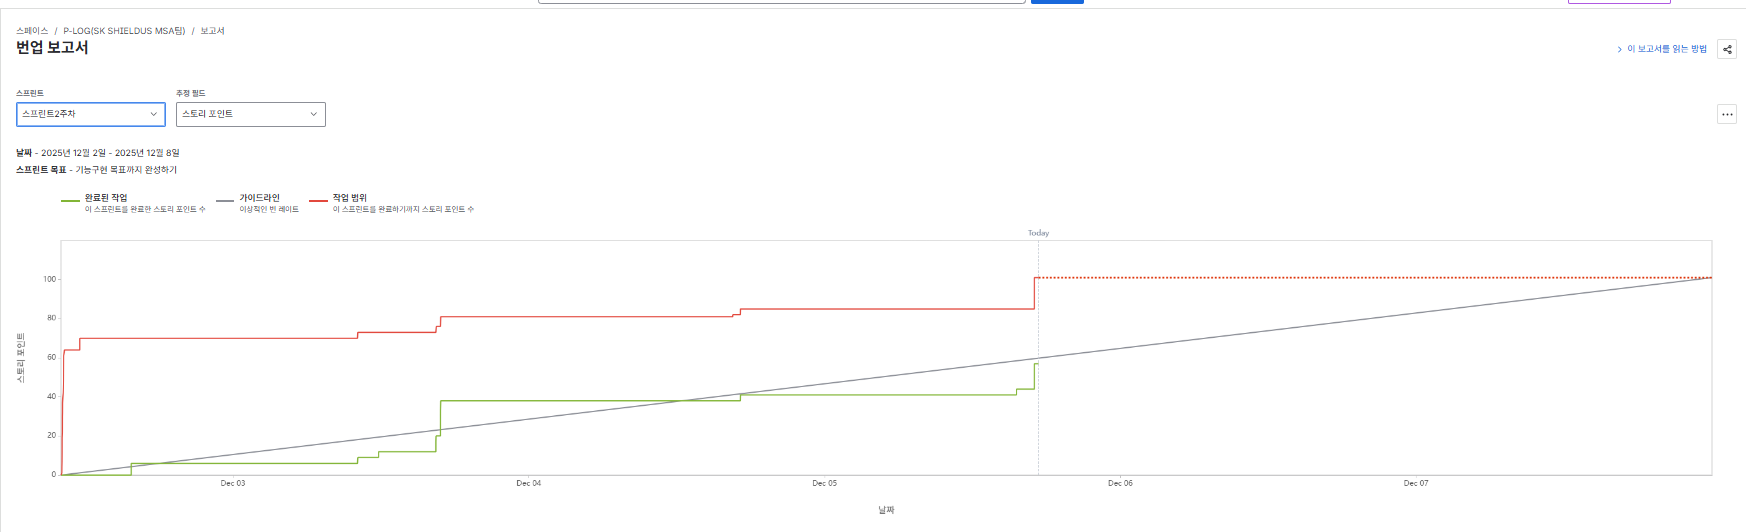 스페이스 / P-LOG(SK SHIELDUS MSA팀) / 보고서
번업 보고서
이 보고서를 읽는 방법
스프린트
추정 필드
스프린트2주차
스토리 포인트
날짜 - 2025년 12월 2일 - 2025년 12월 8일
스프린트 목표 - 기능구현 목표까지 완성하기
완료된 작업
이 스프린트를 완료한 스토리 포인트 수
가이드라인
이상적인 번 레이트
작업 범위
이 스프린트를 완료하기까지 스토리 포인트 수
Today
100
80
60
40
20
0
스토리 포인트
Dec 03
Dec 04
Dec 05
Dec 06
Dec 07
날짜